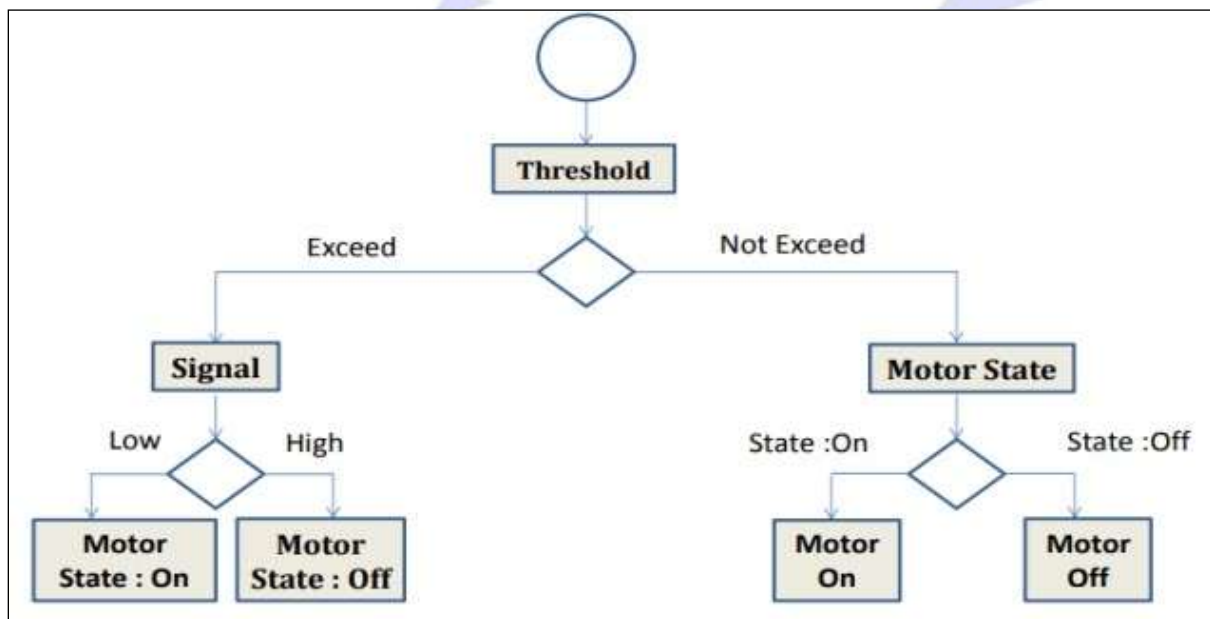 Threshold
Exceed
Not Exceed
Signal
Motor State
Low
High
State :On
State :Off
Motor
State : On
Motor
State : Off
Motor
On
Motor
Off